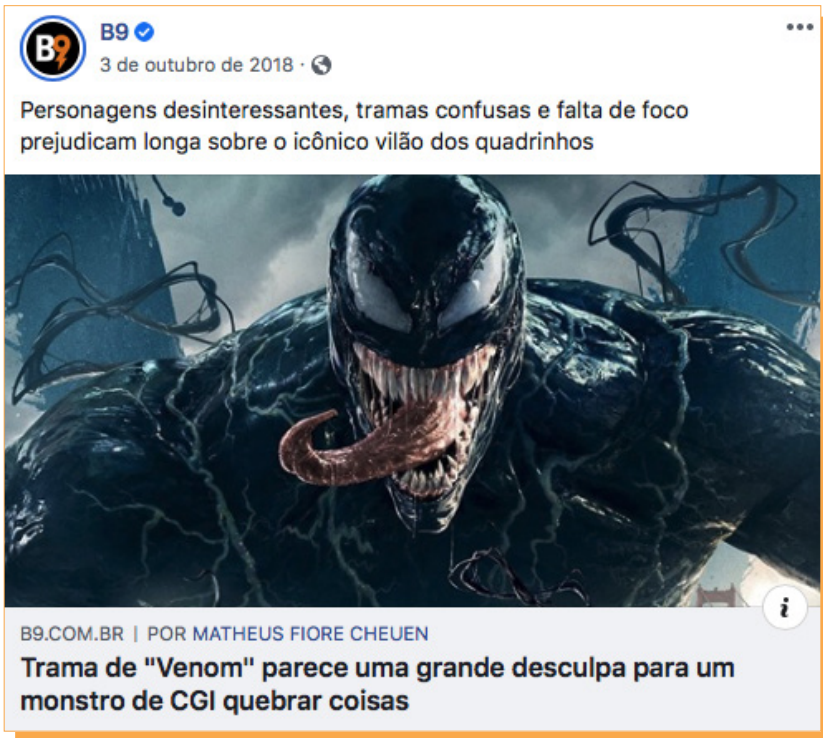 B9
B9
3 de outubro de 2018 ·
Personagens desinteressantes, tramas confusas e falta de foco
prejudicam longa sobre o icônico vilão dos quadrinhos
i
B9.COM.BR | POR MATHEUS FIORE CHEUEN
Trama de "Venom" parece uma grande desculpa para um
monstro de CGI quebrar coisas